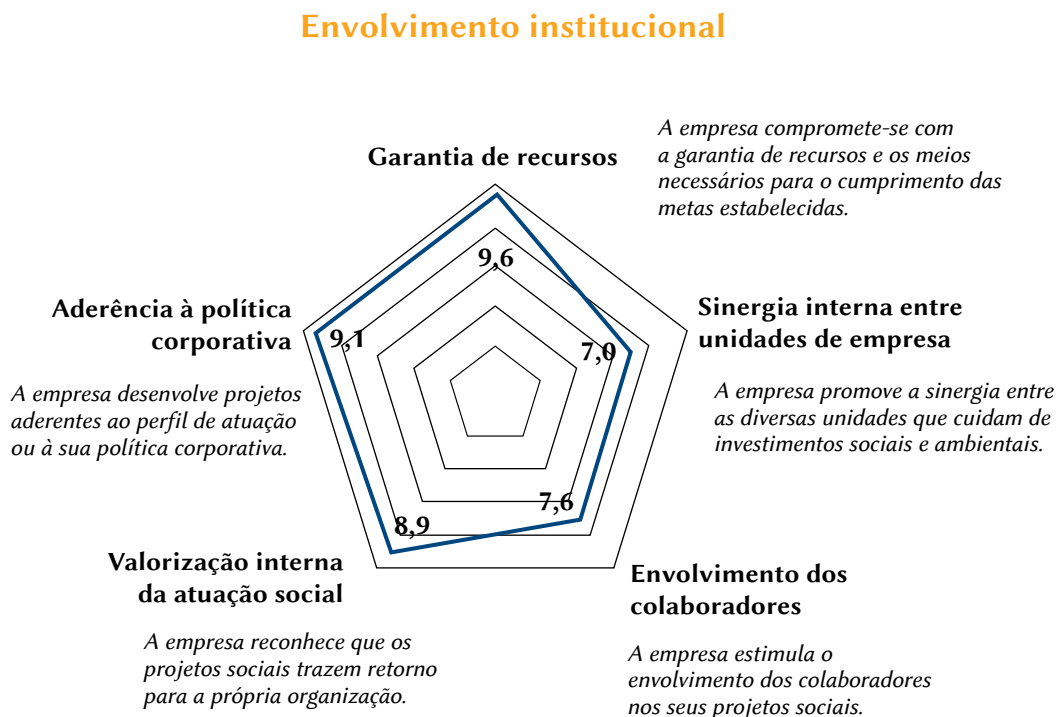 Envolvimento institucional
Garantia de recursos
A empresa compromete-se com
a garantia de recursos e os meios
necessários para o cumprimento das
metas estabelecidas.
9,6
Aderência à política
corporativa
9,1
A empresa desenvolve projetos
aderentes ao perfil de atuação
ou à sua política corporativa.
Sinergia interna entre
unidades de empresa
7,0
A empresa promove a sinergia entre
as diversas unidades que cuidam de
investimentos sociais e ambientais.
8,9
Valorização interna
da atuação social
A empresa reconhece que os
projetos sociais trazem retorno
para a própria organização.
7,6
Envolvimento dos
colaboradores
A empresa estimula o
envolvimento dos colaboradores
nos seus projetos sociais.